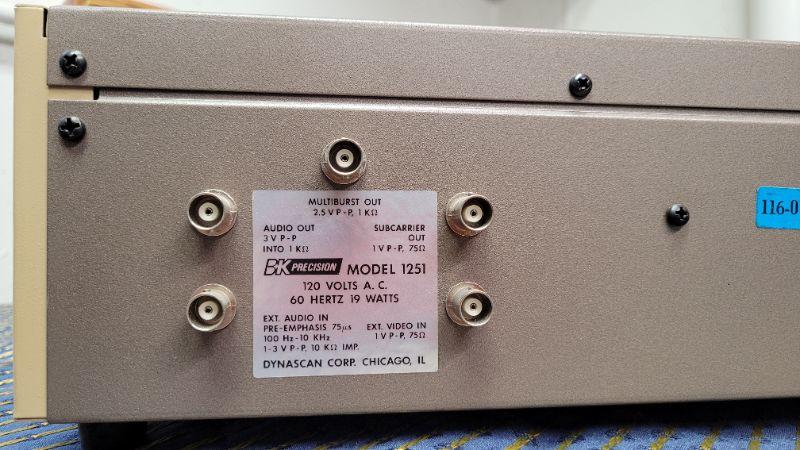 MULTIBURST OUT
2.5 V P-P, 1 KΩ
AUDIO OUT
3 V P-P
INTO 1 KΩ
SUBCARRIER
OUT
1 V P-P, 75Ω
BK PRECISION MODEL 1251
120 VOLTS A. C.
60 HERTZ 19 WATTS
EXT. AUDIO IN
PRE-EMPHASIS 75µs
100 Hz-10 KHz
1-3 V P-P, 10 KΩ IMP.
EXT. VIDEO IN
1 V P-P, 75Ω
DYNASCAN CORP. CHICAGO, IL
116-0